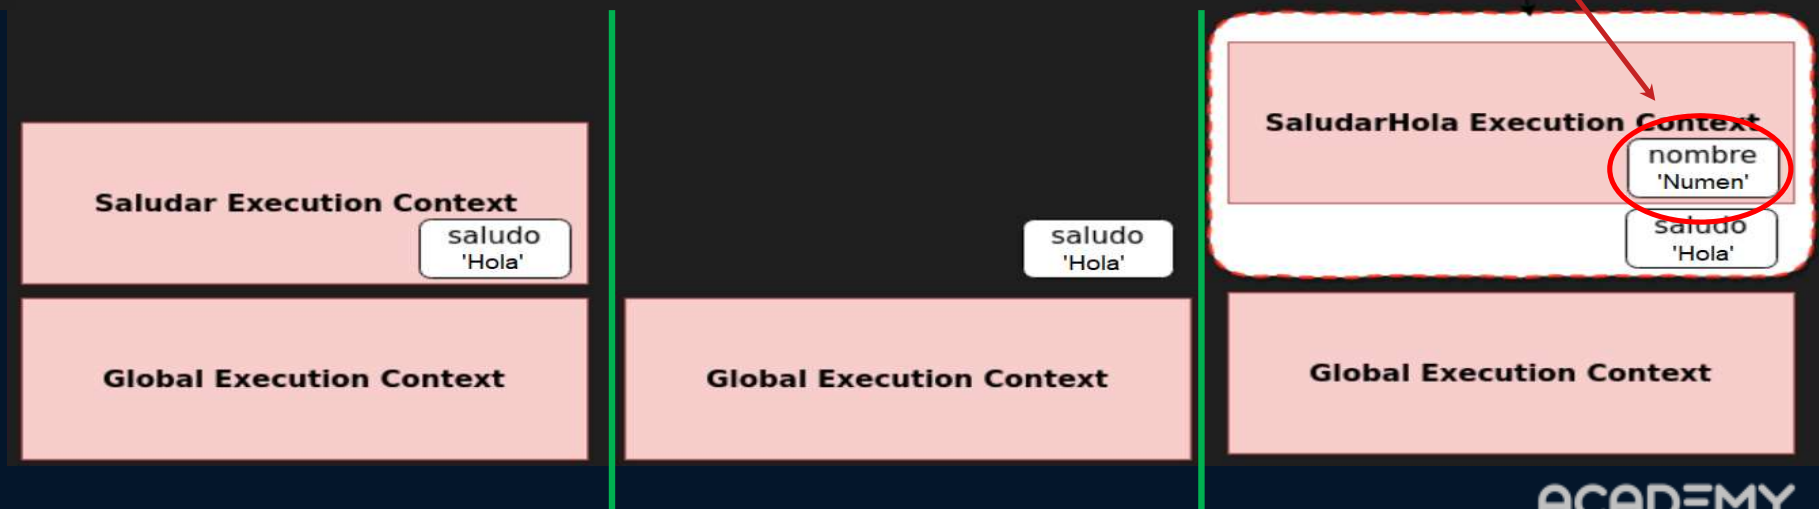 Saludar Execution Context
saludo
'Hola'
Global Execution Context
saludo
'Hola'
Global Execution Context
SaludarHola Execution Context
nombre
'Numen'
saludo
'Hola'
Global Execution Context
ACADEMY